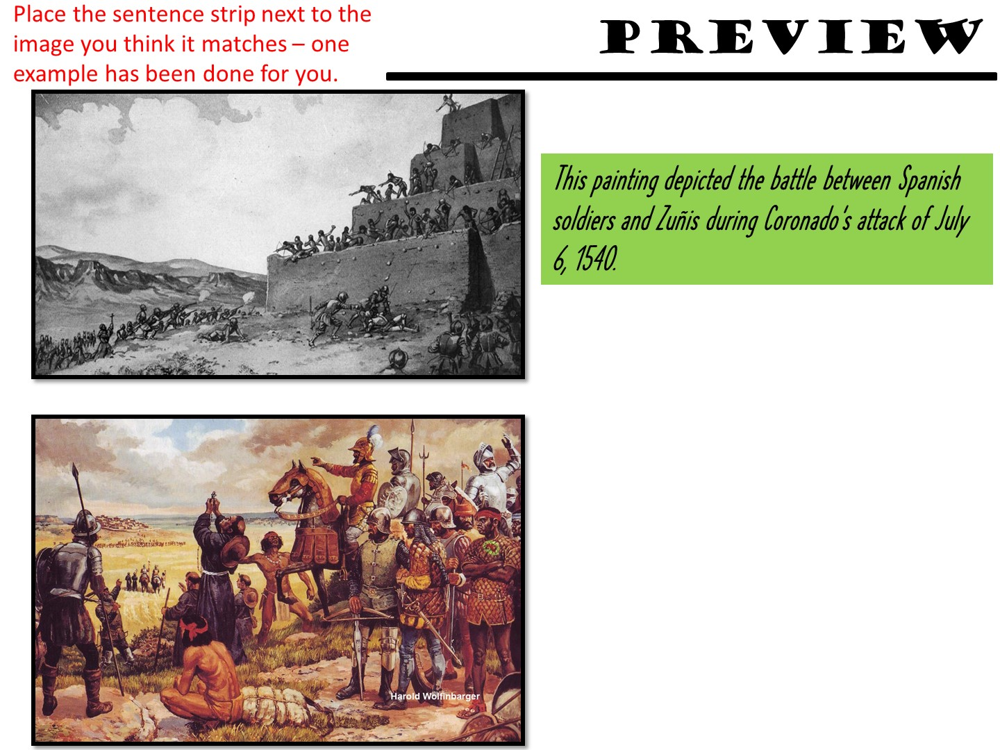 Place the sentence strip next to the
image you think it matches – one
example has been done for you.
PREVIEW
This painting depicted the battle between Spanish
soldiers and Zuñis during Coronado's attack of July
6, 1540.
Harold Wolfinbarger